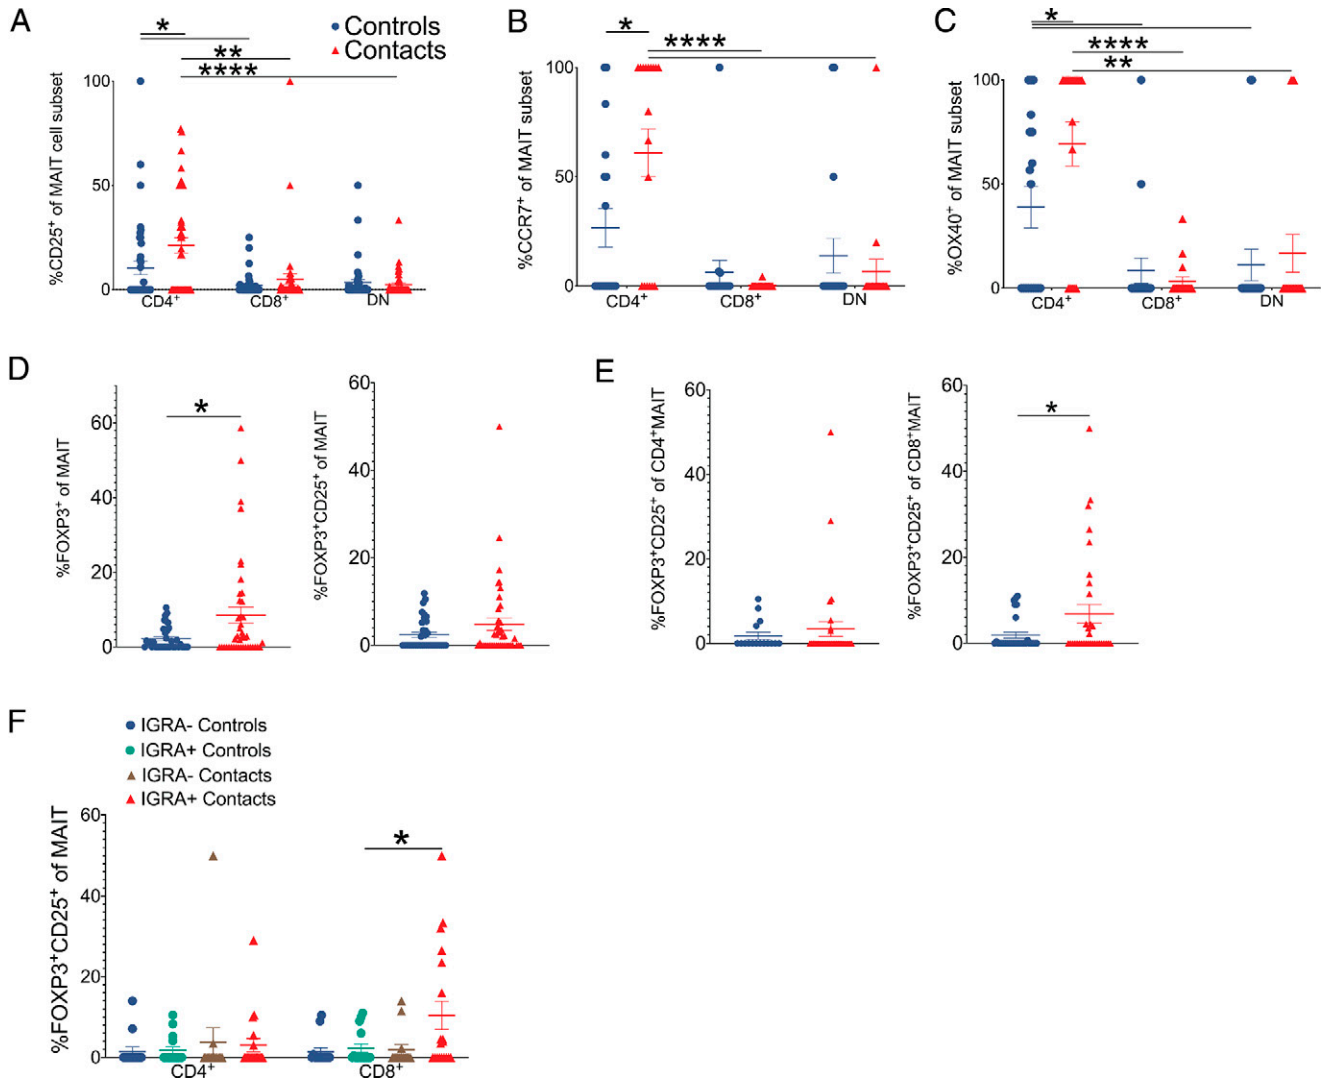 A
*
**
****
Controls
Contacts
%CD25⁺ of MAIT cell subset
100
50
0
CD4⁺
CD8⁺
DN
B
*
****
%CCR7⁺ of MAIT subset
100
50
0
CD4⁺
CD8⁺
DN
C
*
****
**
%OX40⁺ of MAIT subset
100
50
0
CD4⁺
CD8⁺
DN
D
*
%FOXP3⁺ of MAIT
60
40
20
0
%FOXP3⁺CD25⁺ of MAIT
60
40
20
0
E
%FOXP3⁺CD25⁺ of CD4⁺MAIT
60
40
20
0
*
%FOXP3⁺CD25⁺ of CD8⁺MAIT
60
40
20
0
F
IGRA- Controls
IGRA+ Controls
IGRA- Contacts
IGRA+ Contacts
*
%FOXP3⁺CD25⁺ of MAIT
60
40
20
0
CD4⁺
CD8⁺